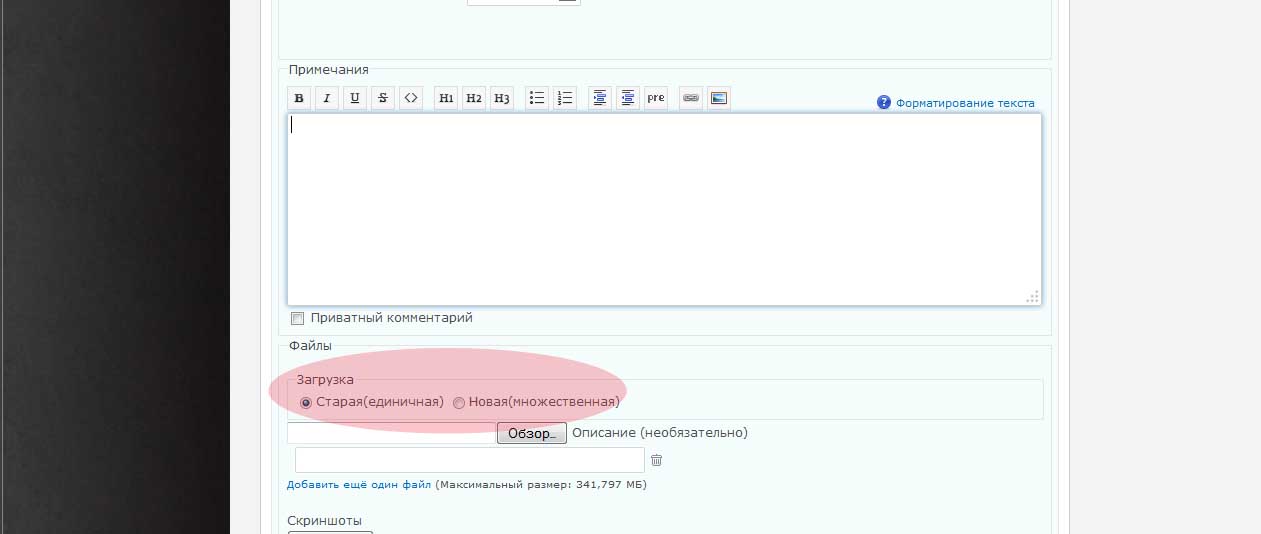 Примечания
B I U S <> H1 H2 H3 pre ? Форматирование текста
Приватный комментарий
Файлы
Загрузка
Старая(единичная) Новая(множественная)
Обзор... Описание (необязательно)
Добавить ещё один файл (Максимальный размер: 341,797 МБ)
Скриншоты